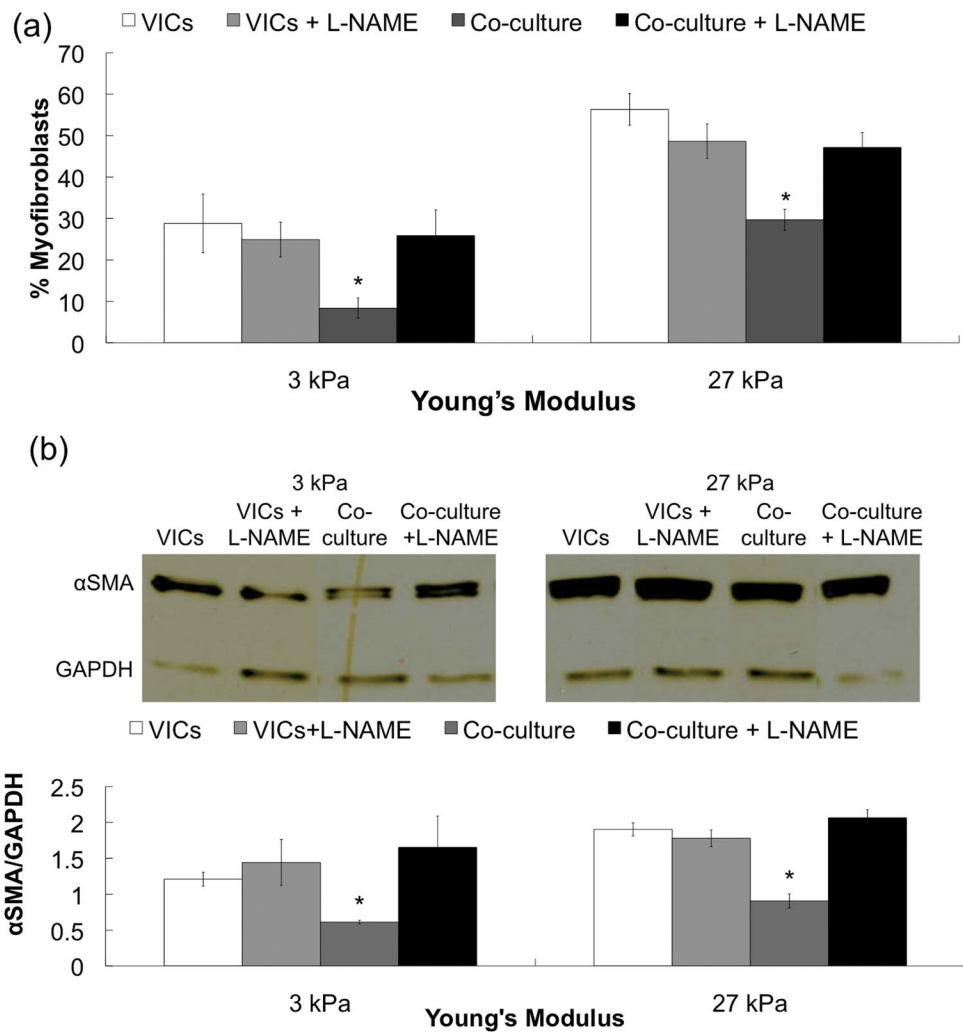 (a)
VICs VICs + L-NAME Co-culture Co-culture + L-NAME
70
60
50
40
30
20
10
0
% Myofibroblasts
*
*
3 kPa 27 kPa
Young's Modulus
(b)
3 kPa 27 kPa
VICs VICs + L-NAME Co-culture Co-culture +L-NAME
VICs VICs + L-NAME Co-culture Co-culture + L-NAME
αSMA
GAPDH
VICs VICs+L-NAME Co-culture Co-culture + L-NAME
2.5
2
1.5
1
0.5
0
αSMA/GAPDH
*
*
3 kPa 27 kPa
Young's Modulus